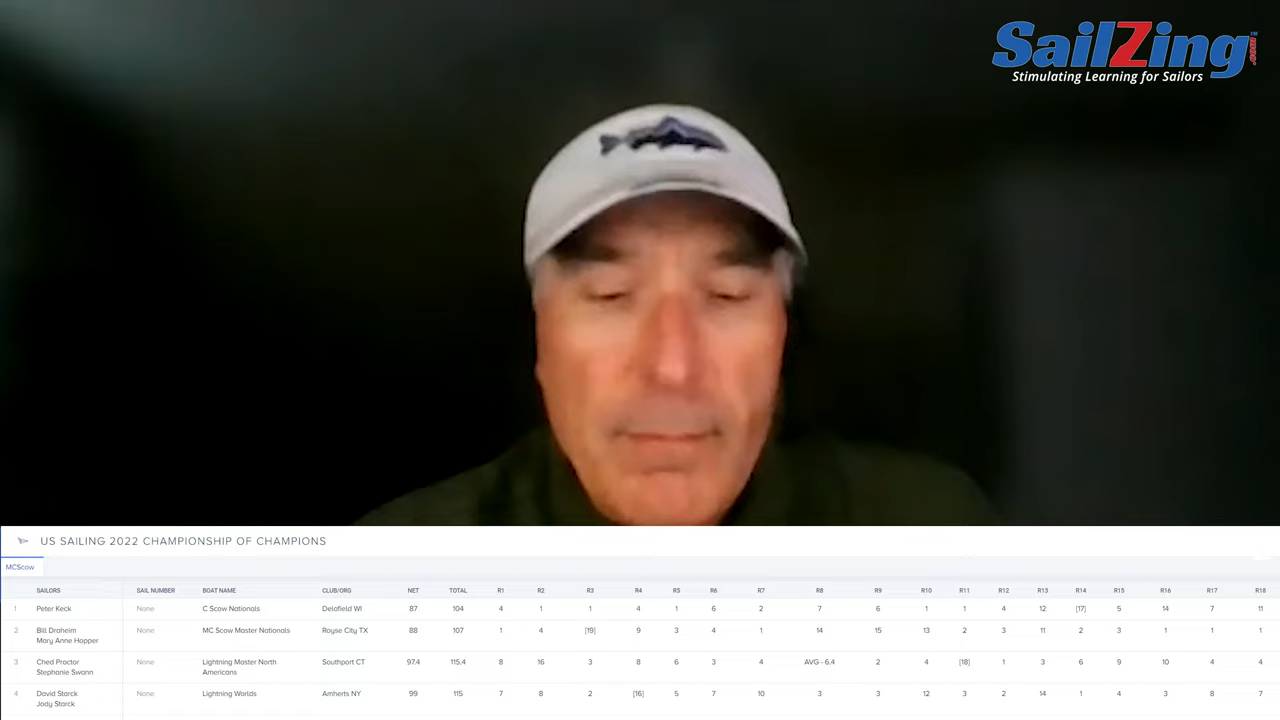 SailZing.com™
Stimulating Learning for Sailors
US SAILING 2022 CHAMPIONSHIP OF CHAMPIONS
MCScow
SAILORS SAIL NUMBER BOAT NAME CLUB/ORG NET TOTAL R1 R2 R3 R4 R5 R6 R7 R8 R9 R10 R11 R12 R13 R14 R15 R16 R17 R18
1 Peter Keck None C Scow Nationals Delafield WI 87 104 4 1 1 4 1 6 2 7 6 1 1 4 12 [17] 5 14 7 11
2 Bill Draheim None MC Scow Master Nationals Royse City TX 88 107 1 4 [19] 9 3 4 1 14 15 13 2 3 11 2 3 1 1 1
Mary Anne Hopper
3 Ched Proctor None Lightning Master North Southport CT 97.4 115.4 8 16 3 8 6 3 4 AVG - 6.4 2 4 [18] 1 3 6 9 10 4 4
Stephanie Swann Americans
4 David Starck None Lightning Worlds Amherts NY 99 115 7 8 2 [16] 5 7 10 3 3 12 3 2 14 1 4 3 8 7
Jody Starck